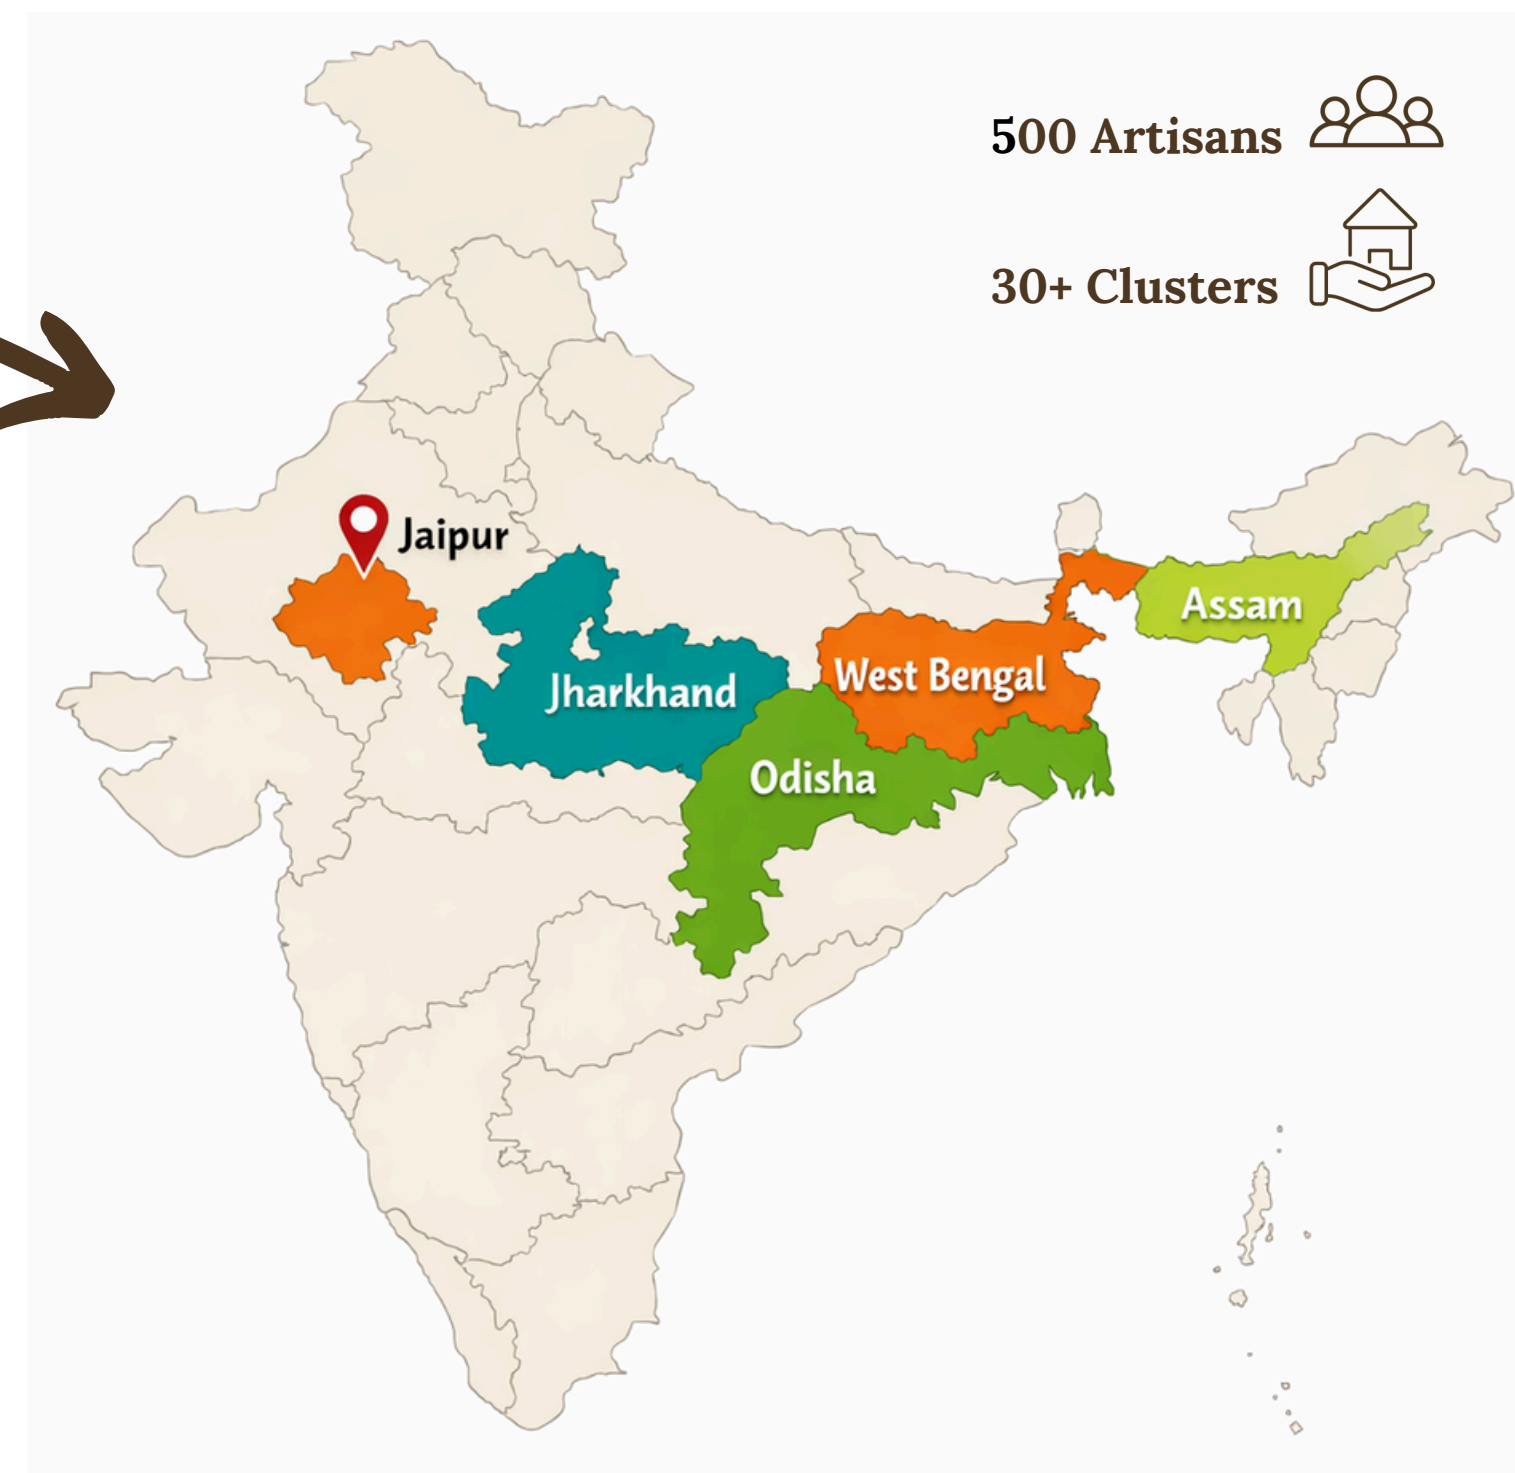 500 Artisans
30+ Clusters
Jaipur
Assam
West Bengal
Jharkhand
Odisha